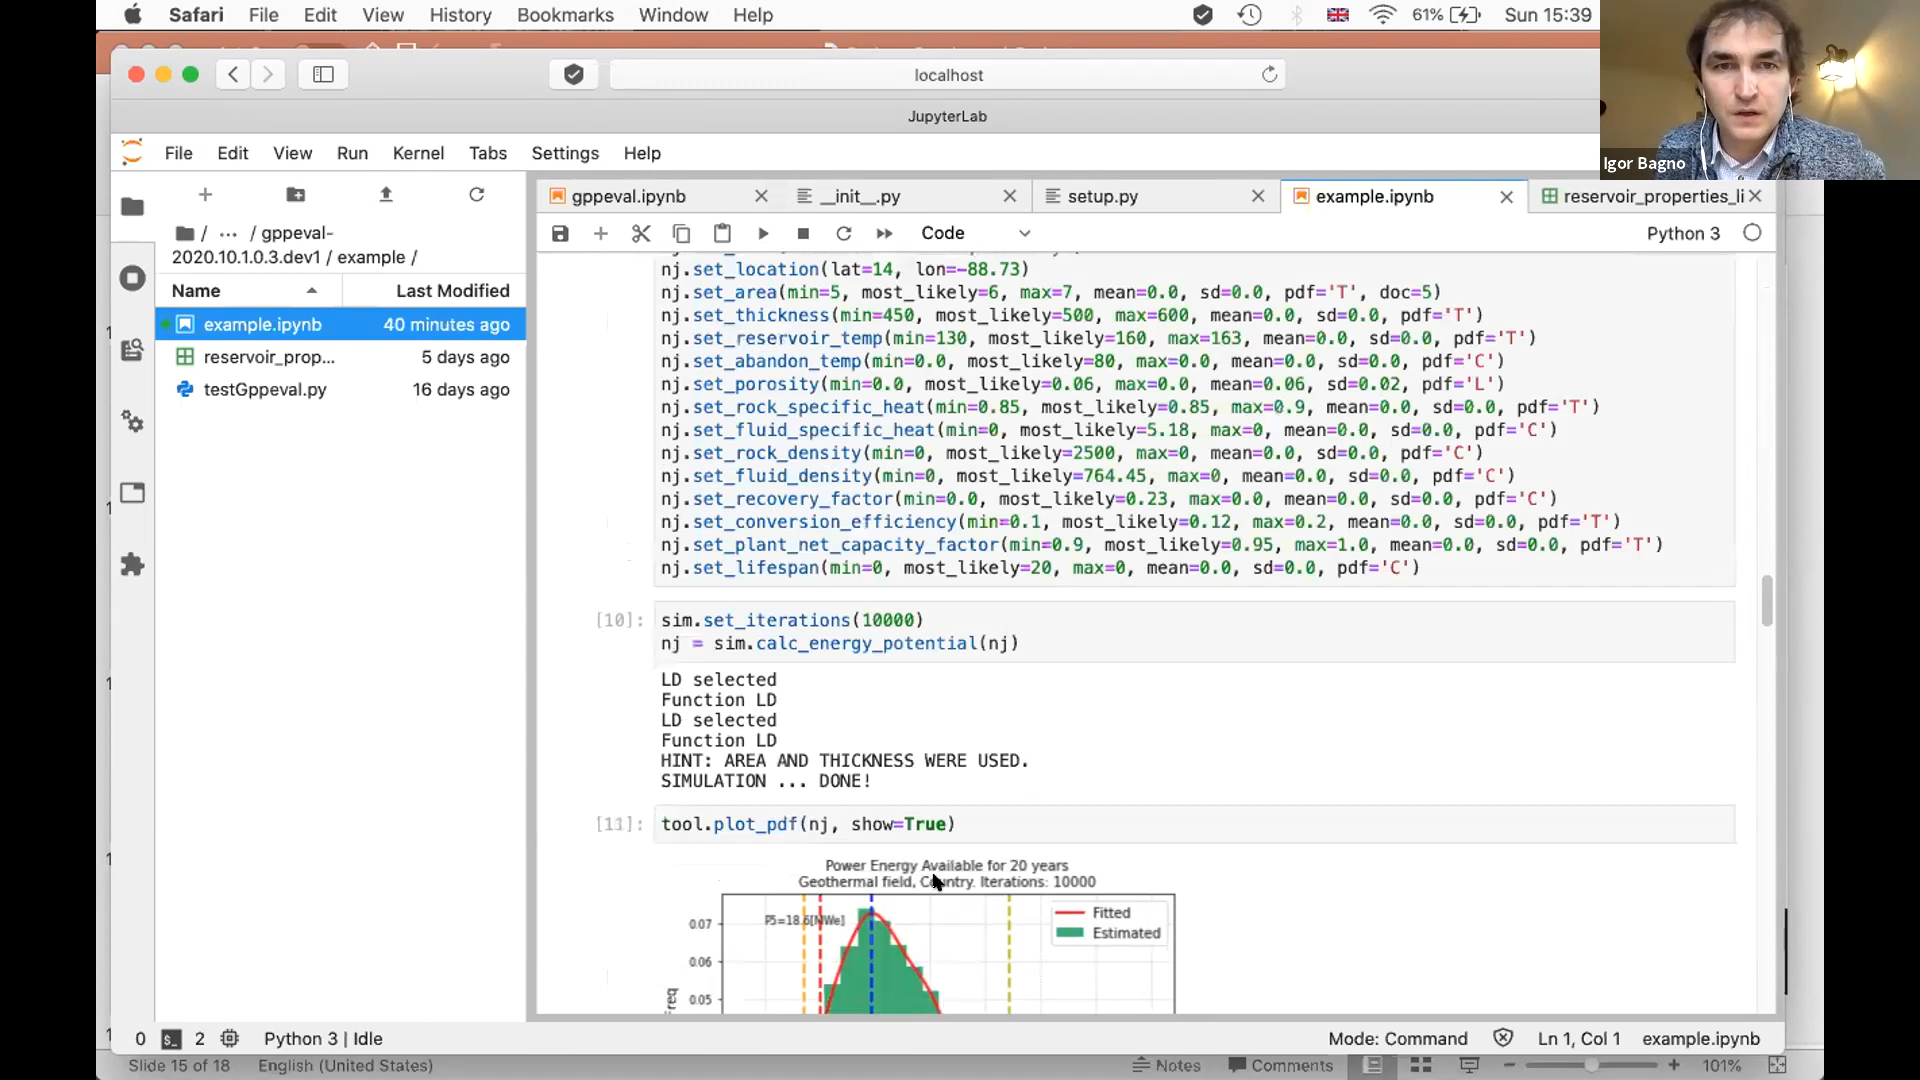 Safari File Edit View History Bookmarks Window Help 61% Sun 15:39
localhost
JupyterLab
Igor Bagno
File Edit View Run Kernel Tabs Settings Help
gppeval.ipynb __init__.py setup.py example.ipynb reservoir_properties_li
Code Python 3
/ ... / gppeval-
2020.10.1.0.3.dev1 / example /
Name Last Modified
example.ipynb 40 minutes ago
reservoir_prop... 5 days ago
testGppeval.py 16 days ago
nj.set_location(lat=14, lon=-88.73)
nj.set_area(min=5, most_likely=6, max=7, mean=0.0, sd=0.0, pdf='T', doc=5)
nj.set_thickness(min=450, most_likely=500, max=600, mean=0.0, sd=0.0, pdf='T')
nj.set_reservoir_temp(min=130, most_likely=160, max=163, mean=0.0, sd=0.0, pdf='T')
nj.set_abandon_temp(min=0.0, most_likely=80, max=0.0, mean=0.0, sd=0.0, pdf='C')
nj.set_porosity(min=0.0, most_likely=0.06, max=0.0, mean=0.06, sd=0.02, pdf='L')
nj.set_rock_specific_heat(min=0.85, most_likely=0.85, max=0.9, mean=0.0, sd=0.0, pdf='T')
nj.set_fluid_specific_heat(min=0, most_likely=5.18, max=0, mean=0.0, sd=0.0, pdf='C')
nj.set_rock_density(min=0, most_likely=2500, max=0, mean=0.0, sd=0.0, pdf='C')
nj.set_fluid_density(min=0, most_likely=764.45, max=0, mean=0.0, sd=0.0, pdf='C')
nj.set_recovery_factor(min=0.0, most_likely=0.23, max=0.0, mean=0.0, sd=0.0, pdf='C')
nj.set_conversion_efficiency(min=0.1, most_likely=0.12, max=0.2, mean=0.0, sd=0.0, pdf='T')
nj.set_plant_net_capacity_factor(min=0.9, most_likely=0.95, max=1.0, mean=0.0, sd=0.0, pdf='T')
nj.set_lifespan(min=0, most_likely=20, max=0, mean=0.0, sd=0.0, pdf='C')
[10]: sim.set_iterations(10000)
nj = sim.calc_energy_potential(nj)
LD selected
Function LD
LD selected
Function LD
HINT: AREA AND THICKNESS WERE USED.
SIMULATION ... DONE!
[11]: tool.plot_pdf(nj, show=True)
Power Energy Available for 20 years
Geothermal field, Country. Iterations: 10000
P5=18.6[MWe]
Fitted
Estimated
0.07
0.06
0.05
0 2 Python 3 | Idle Mode: Command Ln 1, Col 1 example.ipynb
Slide 15 of 18 English (United States) Notes Comments 101%